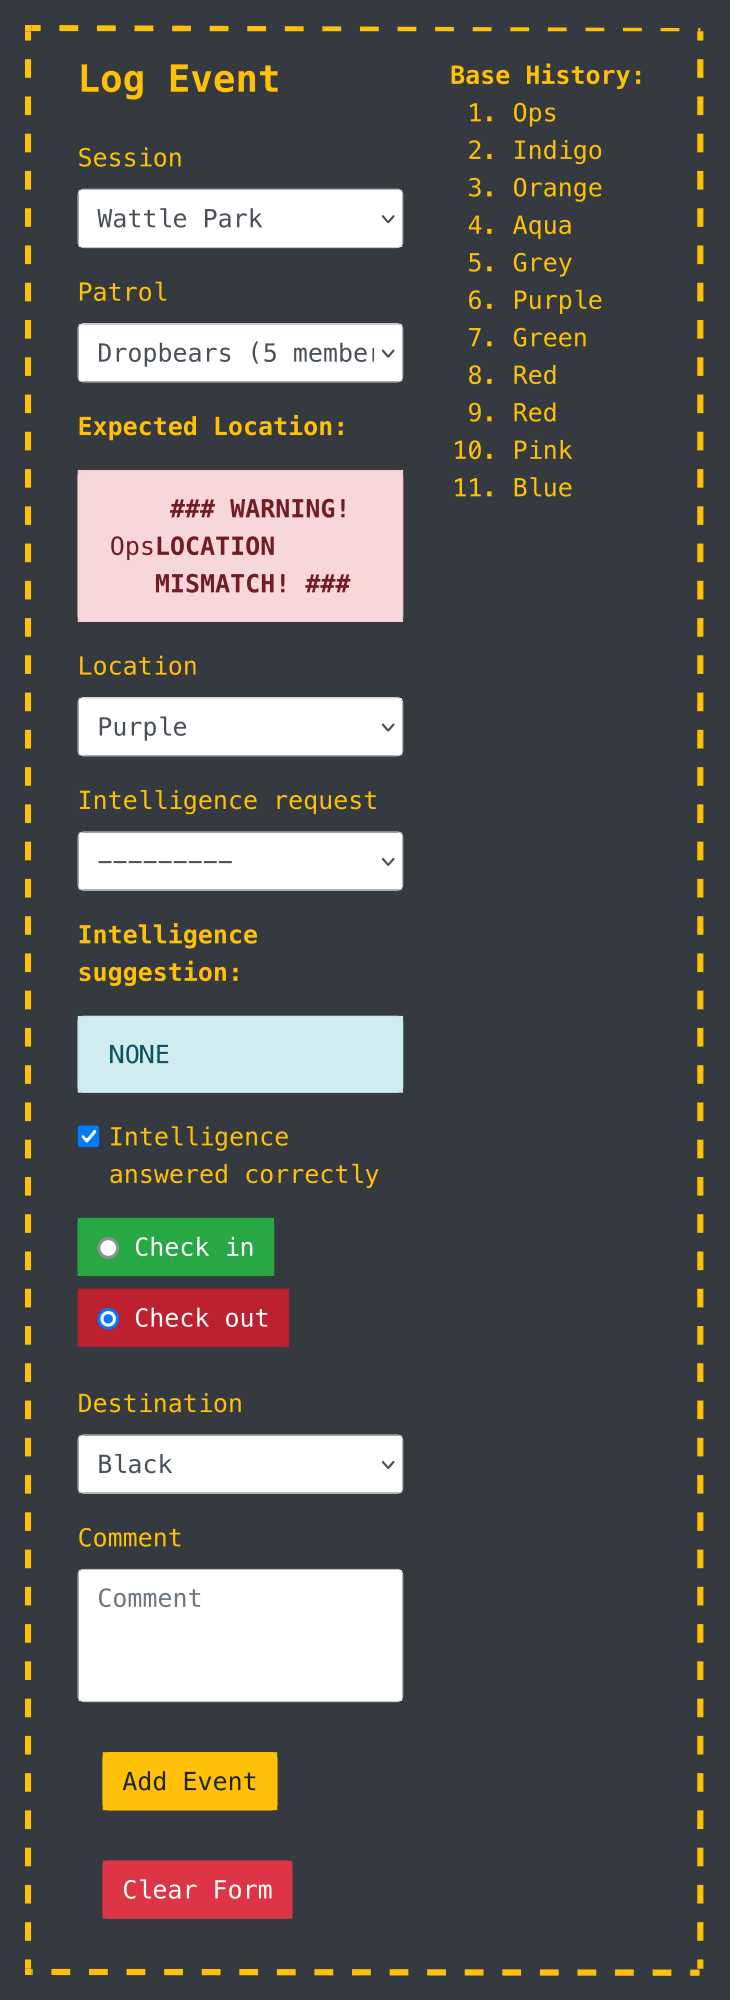 Log Event
Session
Wattle Park
Patrol
Dropbears (5 member
Expected Location:
### WARNING!
OpsLOCATION
MISMATCH! ###
Location
Purple
Intelligence request
---------
Intelligence
suggestion:
NONE
Intelligence
answered correctly
Check in
Check out
Destination
Black
Comment
Comment
Add Event
Clear Form
Base History:
1. Ops
2. Indigo
3. Orange
4. Aqua
5. Grey
6. Purple
7. Green
8. Red
9. Red
10. Pink
11. Blue